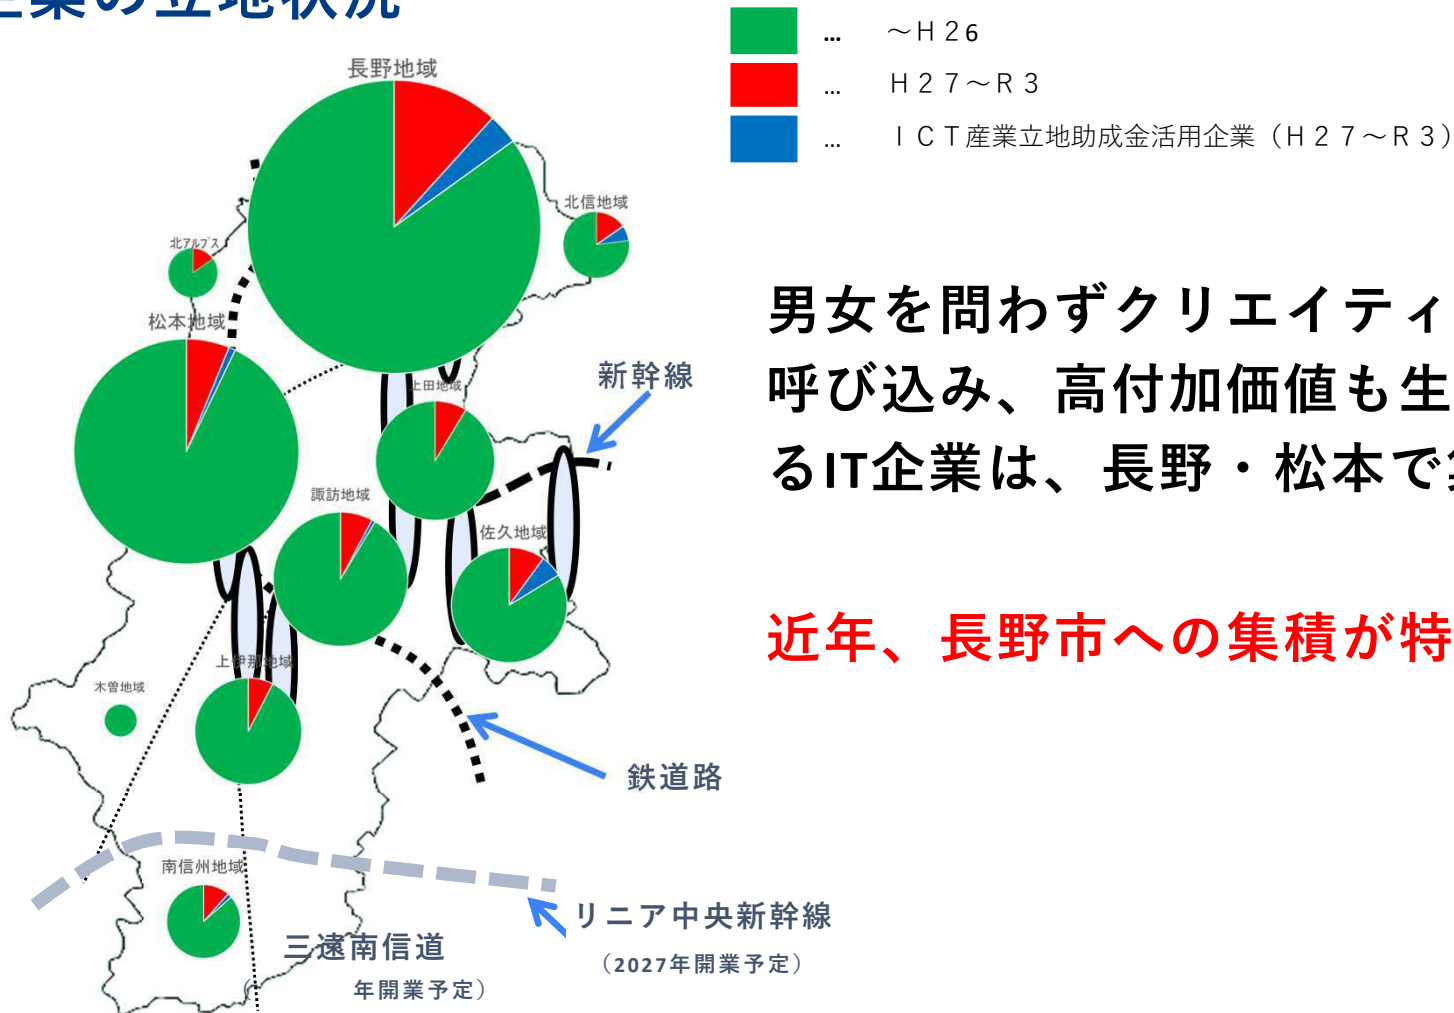 企業の立地状況
… ～H26
… H27～R3
… ICT産業立地助成金活用企業（H27～R3）
長野地域
北信地域
北アルプス
松本地域
上田地域
新幹線
諏訪地域
佐久地域
上伊那地域
木曽地域
鉄道路
南信州地域
リニア中央新幹線
（2027年開業予定）
三遠南信道
（ 年開業予定）
男女を問わずクリエイティ
呼び込み、高付加価値も生
るIT企業は、長野・松本で
近年、長野市への集積が特